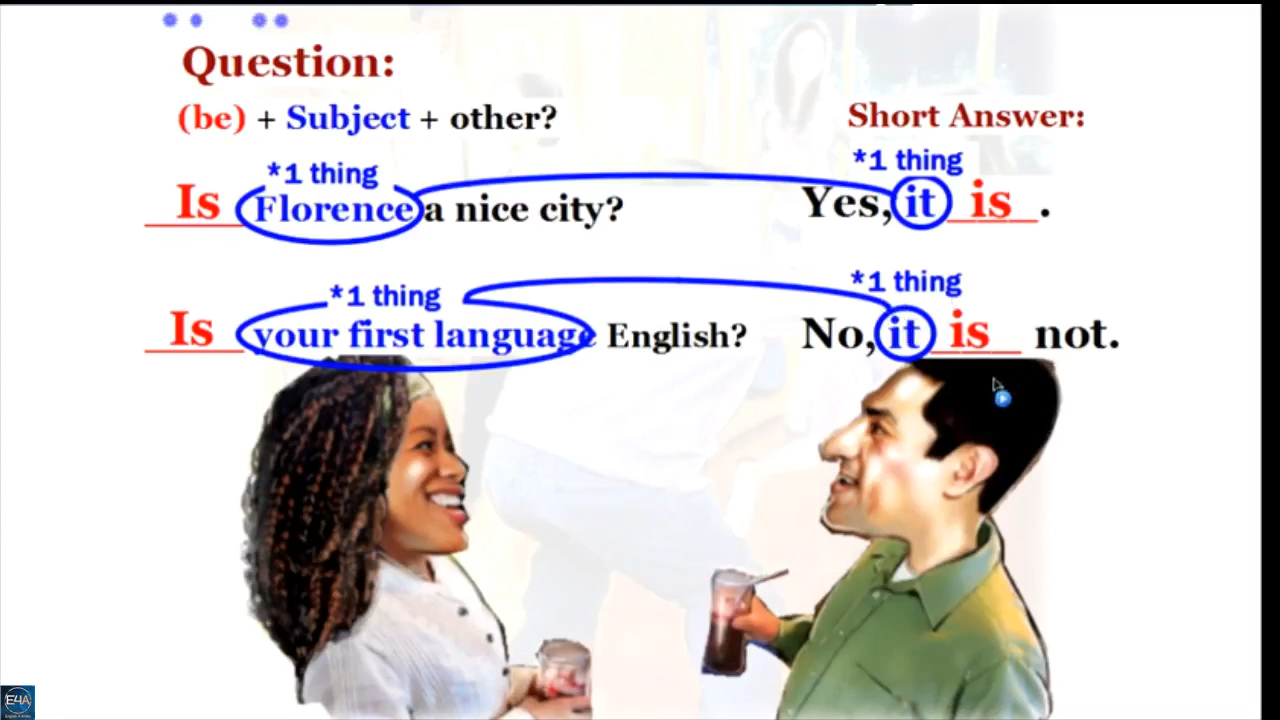 Question:
(be) + Subject + other?
Short Answer:
*1 thing
*1 thing
Is Florence a nice city?
Yes, it is.
*1 thing
*1 thing
Is your first language English?
No, it is not.
E4A